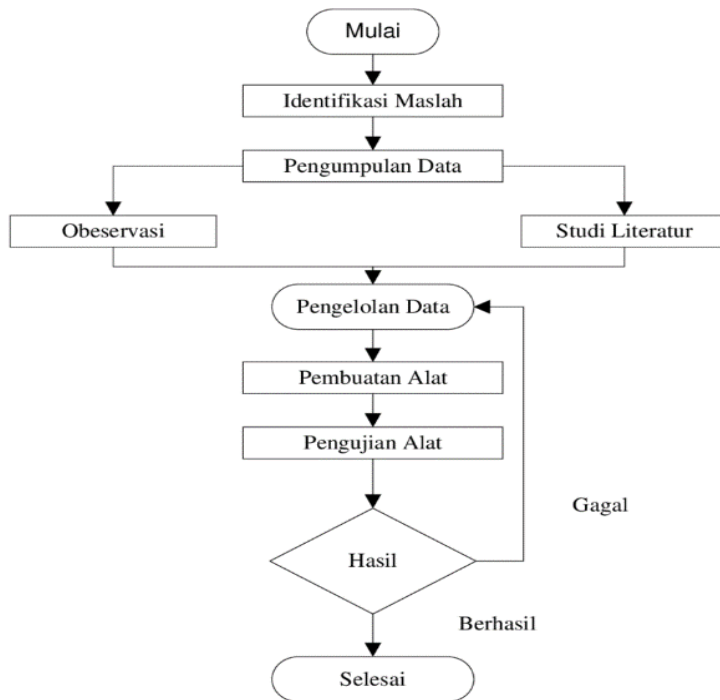 Mulai
Identifikasi Maslah
Pengumpulan Data
Obeservasi
Studi Literatur
Pengelolan Data
Pembuatan Alat
Pengujian Alat
Gagal
Hasil
Berhasil
Selesai